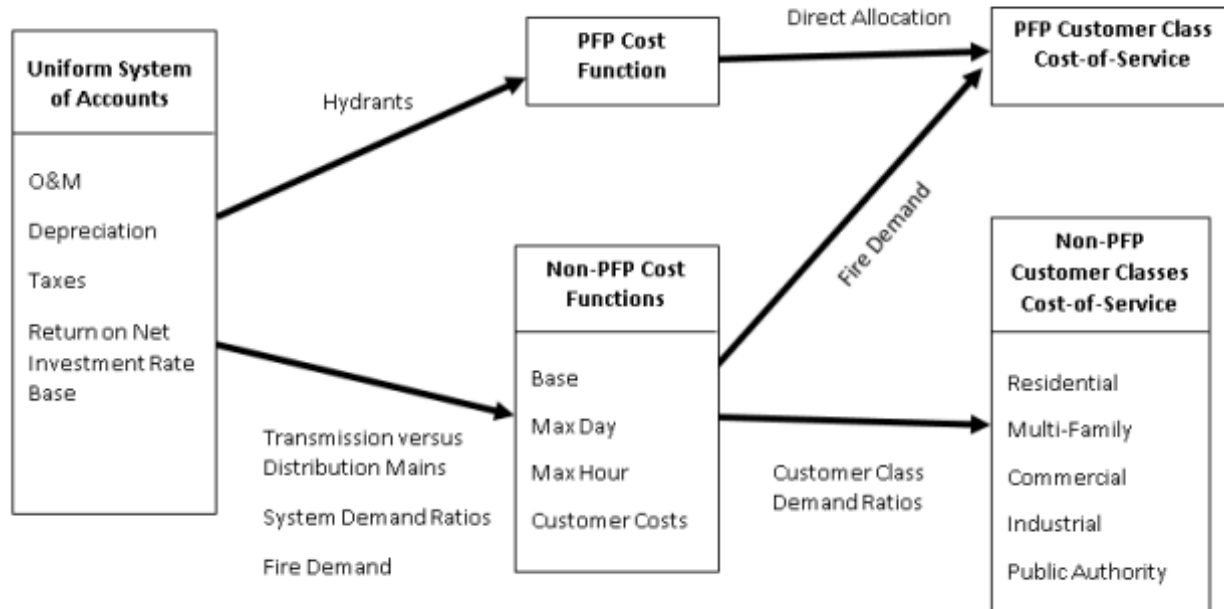 Uniform System
of Accounts
O&M
Depreciation
Taxes
Return on Net
Investment Rate
Base
Hydrants
Transmission versus
Distribution Mains
System Demand Ratios
Fire Demand
PFP Cost
Function
Non-PFP Cost
Functions
Base
Max Day
Max Hour
Customer Costs
Direct Allocation
Fire Demand
Customer Class
Demand Ratios
PFP Customer Class
Cost-of-Service
Non-PFP
Customer Classes
Cost-of-Service
Residential
Multi-Family
Commercial
Industrial
Public Authority